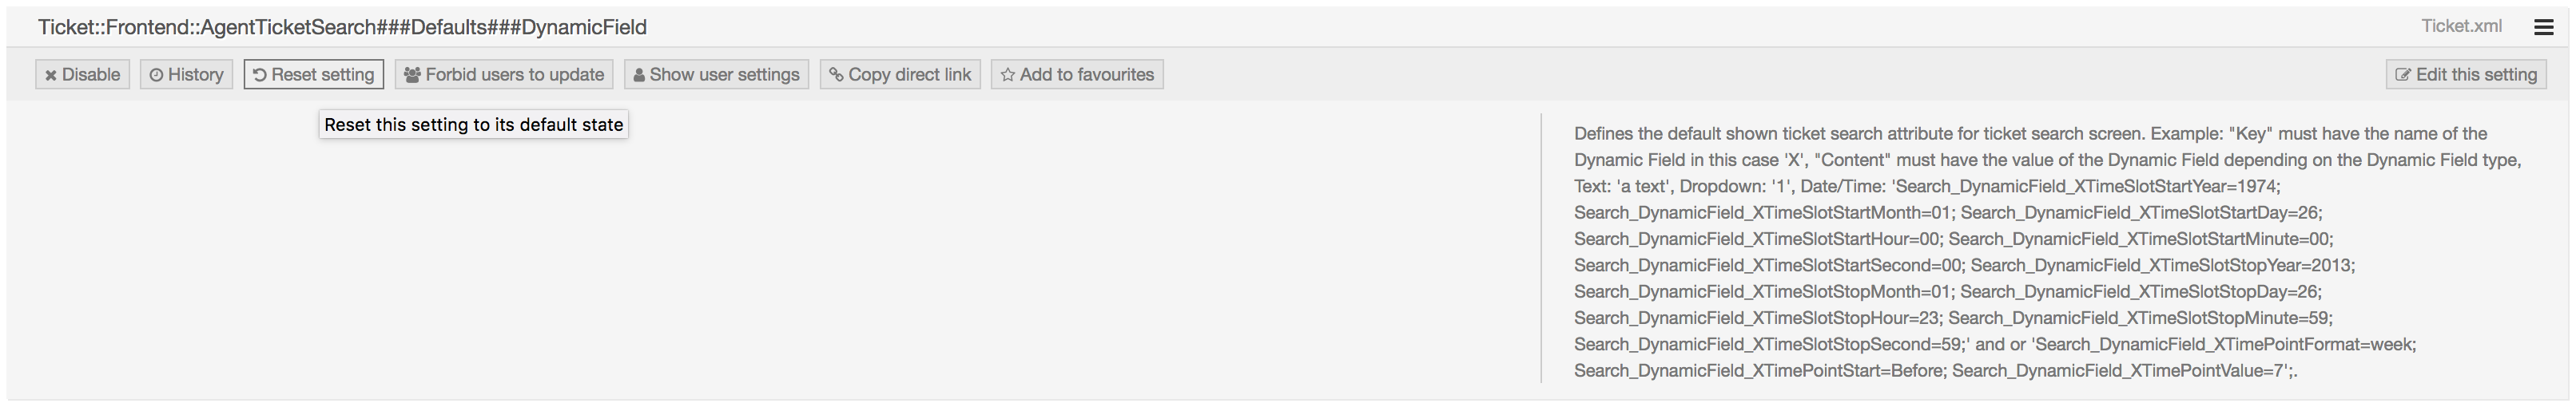 Ticket::Frontend::AgentTicketSearch###Defaults###DynamicField
Ticket.xml
Disable
History
Reset setting
Forbid users to update
Show user settings
Copy direct link
Add to favourites
Edit this setting
Reset this setting to its default state
Defines the default shown ticket search attribute for ticket search screen. Example: "Key" must have the name of the
Dynamic Field in this case 'X', "Content" must have the value of the Dynamic Field depending on the Dynamic Field type,
Text: 'a text', Dropdown: '1', Date/Time: 'Search_DynamicField_XTimeSlotStartYear=1974;
Search_DynamicField_XTimeSlotStartMonth=01; Search_DynamicField_XTimeSlotStartDay=26;
Search_DynamicField_XTimeSlotStartHour=00; Search_DynamicField_XTimeSlotStartMinute=00;
Search_DynamicField_XTimeSlotStartSecond=00; Search_DynamicField_XTimeSlotStopYear=2013;
Search_DynamicField_XTimeSlotStopMonth=01; Search_DynamicField_XTimeSlotStopDay=26;
Search_DynamicField_XTimeSlotStopHour=23; Search_DynamicField_XTimeSlotStopMinute=59;
Search_DynamicField_XTimeSlotStopSecond=59;' and or 'Search_DynamicField_XTimePointFormat=week;
Search_DynamicField_XTimePointStart=Before; Search_DynamicField_XTimePointValue=7';.